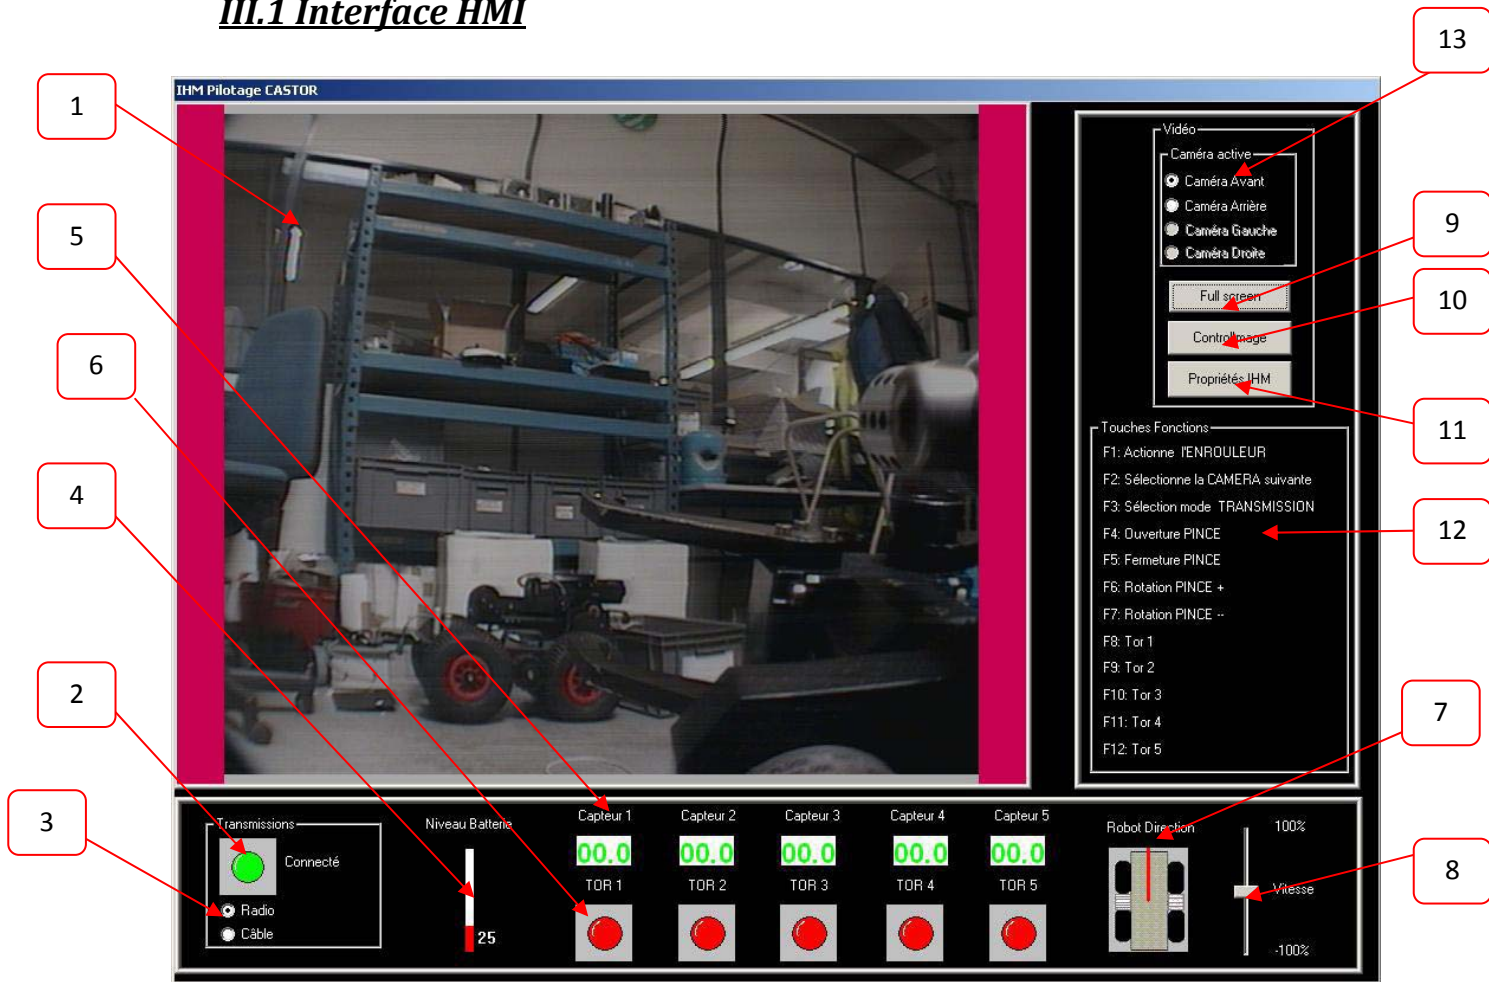 III.1 Interface HMI
13
IHM Pilotage CASTOR
1
5
6
4
2
3
Vidéo
Caméra active
Caméra Avant
Caméra Arrière
Caméra Gauche
Caméra Droite
Full screen
Control Image
Propriétés IHM
9
10
11
Touches Fonctions
F1: Actionne l'ENROULEUR
F2: Sélectionne la CAMERA suivante
F3: Sélection mode TRANSMISSION
F4: Ouverture PINCE
F5: Fermeture PINCE
F6: Rotation PINCE +
F7: Rotation PINCE --
F8: Tor 1
F9: Tor 2
F10: Tor 3
F11: Tor 4
F12: Tor 5
12
7
8
Transmissions
Connecté
Radio
Câble
Niveau Batterie
25
Capteur 1 Capteur 2 Capteur 3 Capteur 4 Capteur 5
00.0 00.0 00.0 00.0 00.0
TOR 1 TOR 2 TOR 3 TOR 4 TOR 5
Robot Direction
100%
Vitesse
-100%